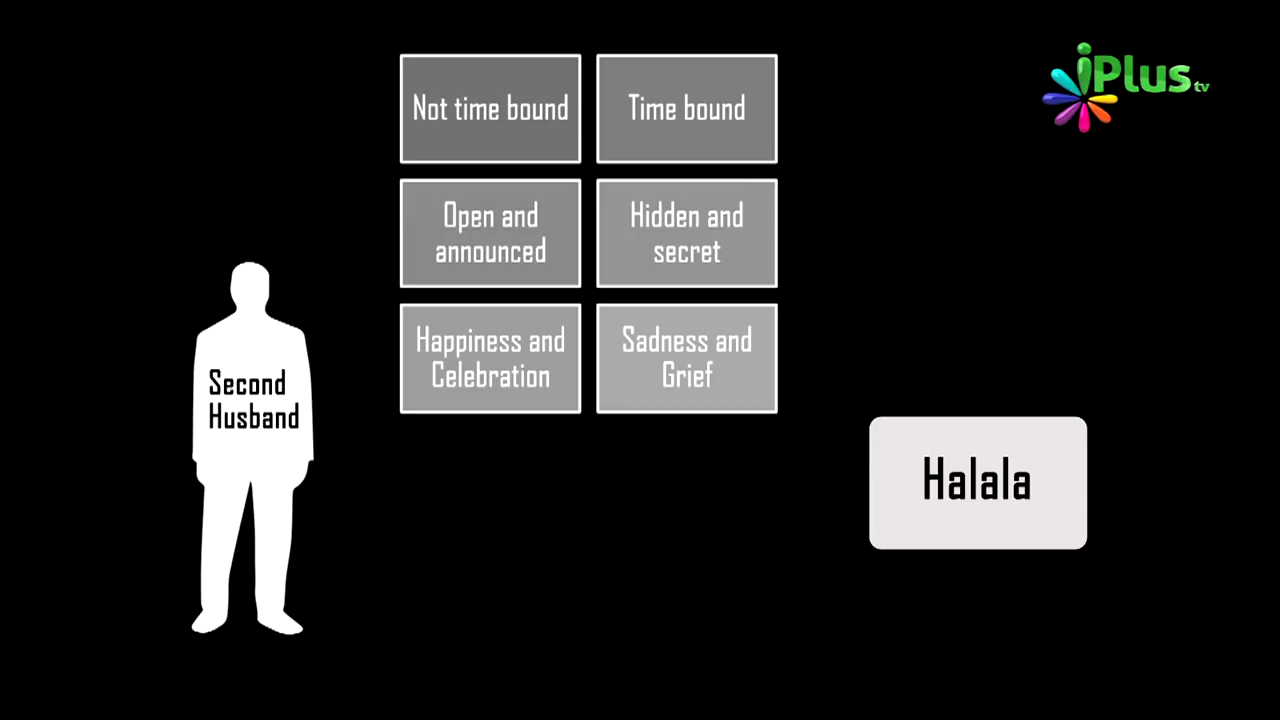 iPlus tv
Not time bound
Time bound
Open and
announced
Hidden and
secret
Happiness and
Celebration
Sadness and
Grief
Second
Husband
Halala